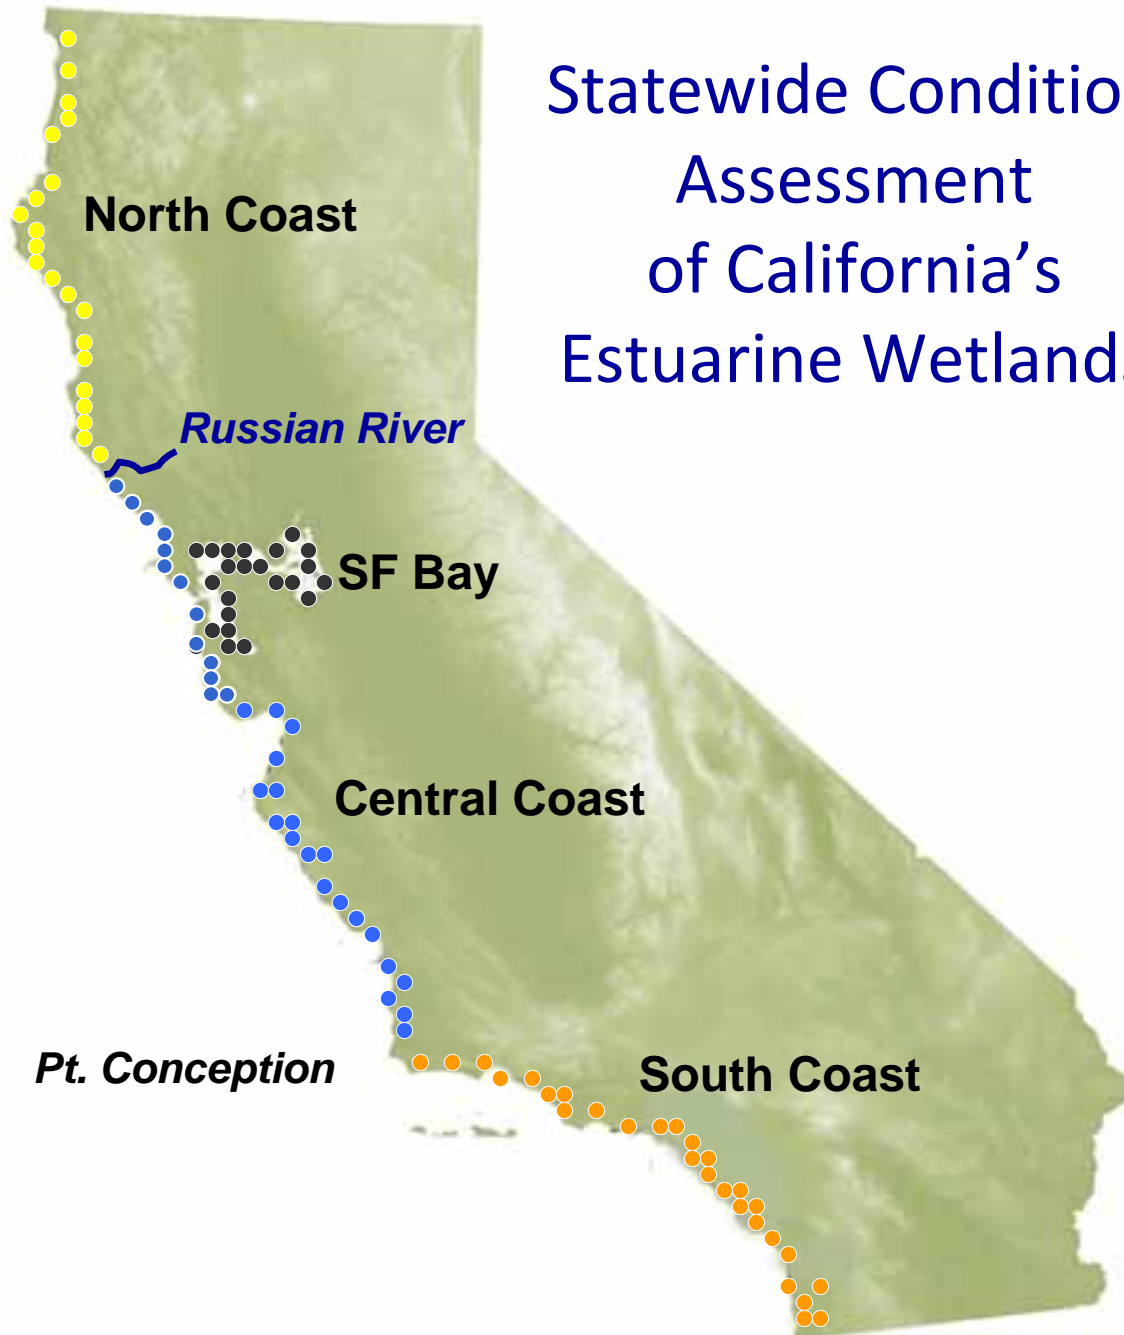 Statewide Conditio
Assessment
of California's
Estuarine Wetland
North Coast
Russian River
SF Bay
Central Coast
Pt. Conception
South Coast